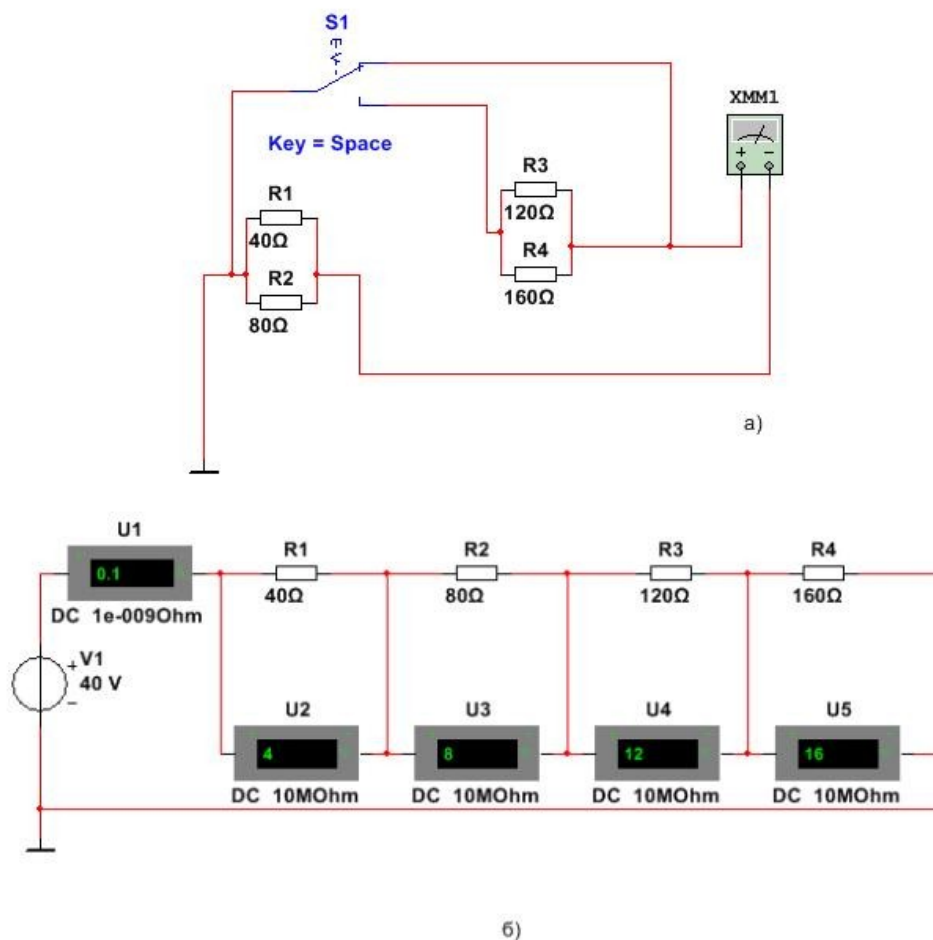 S1
Key = Space
XMM1
+ −
R1
40Ω
R2
80Ω
R3
120Ω
R4
160Ω
а)
U1
0.1
DC 1e-009Ohm
V1
40 V
+
−
R1
40Ω
R2
80Ω
R3
120Ω
R4
160Ω
U2
4
DC 10MOhm
U3
8
DC 10MOhm
U4
12
DC 10MOhm
U5
16
DC 10MOhm
б)